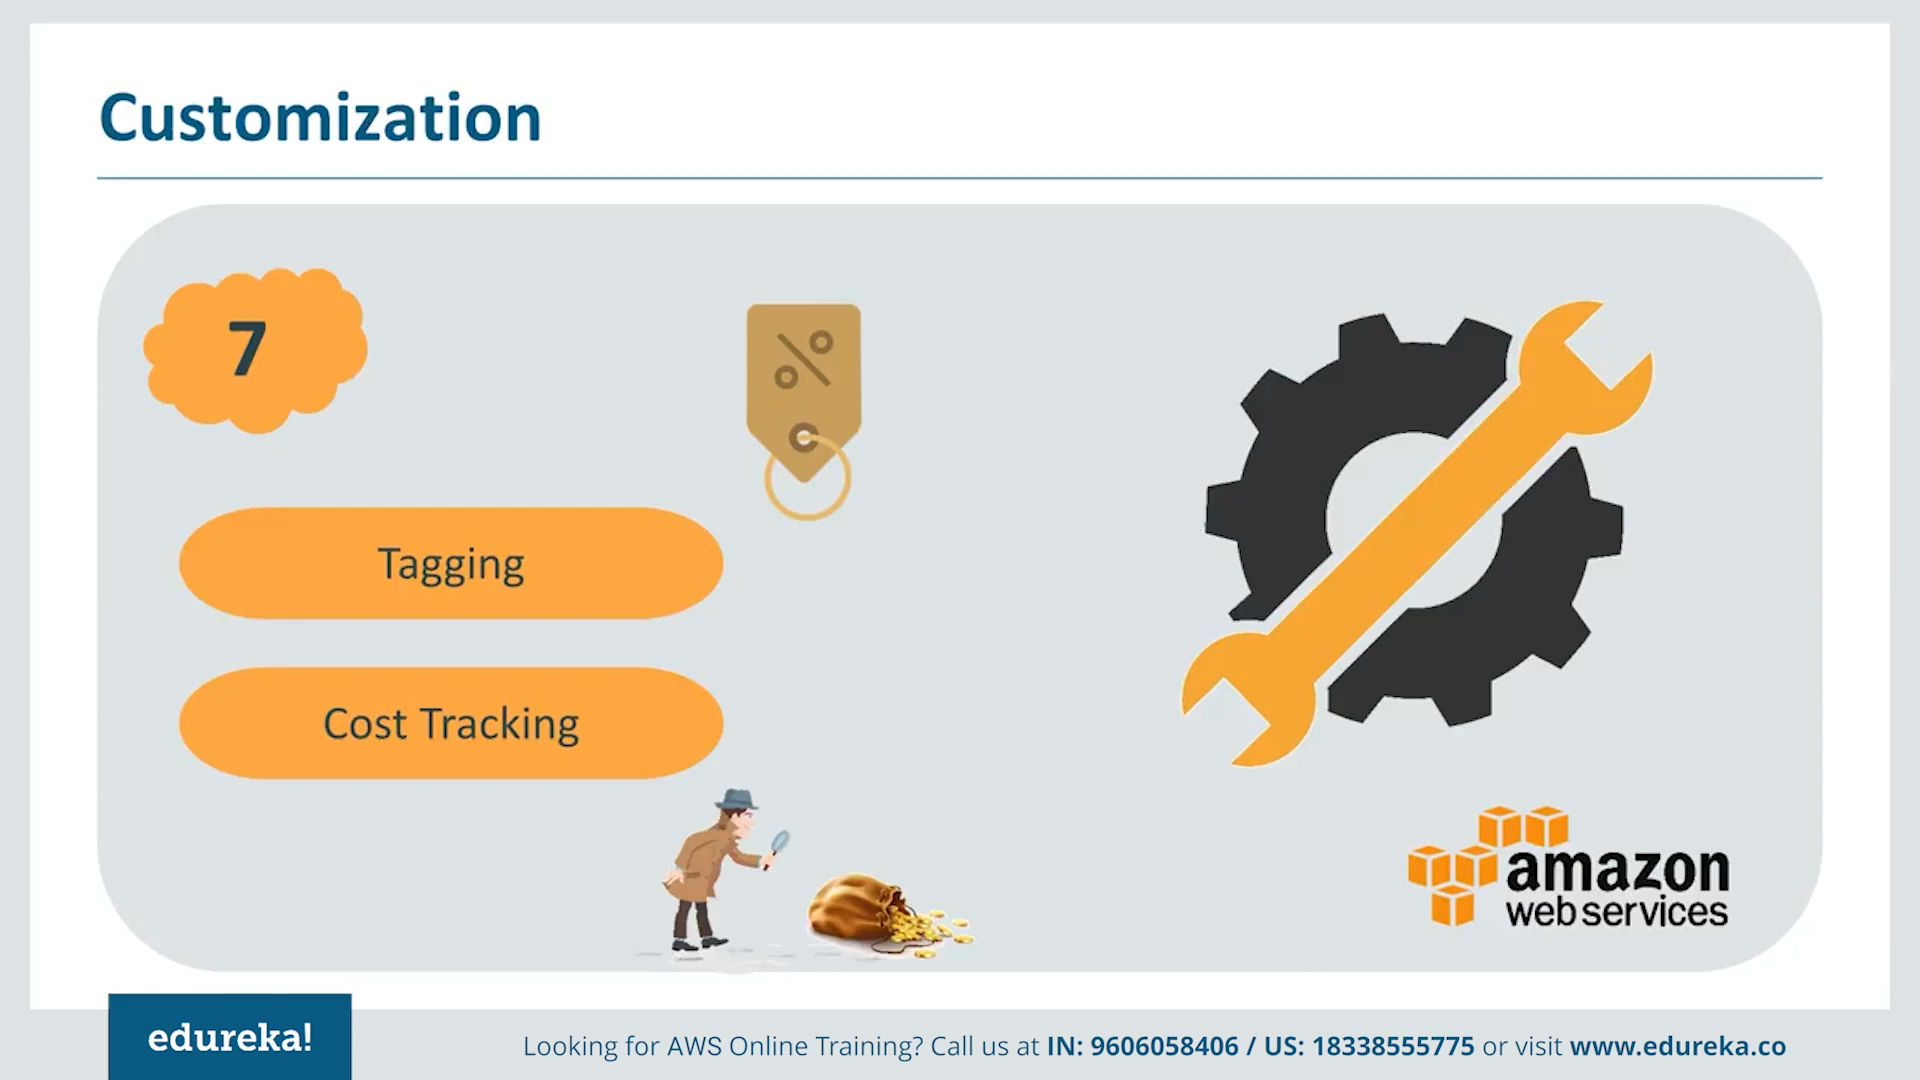 Customization
7
%
Tagging
Cost Tracking
amazon
web services
edureka!
Looking for AWS Online Training? Call us at IN: 9606058406 / US: 18338555775 or visit www.edureka.co